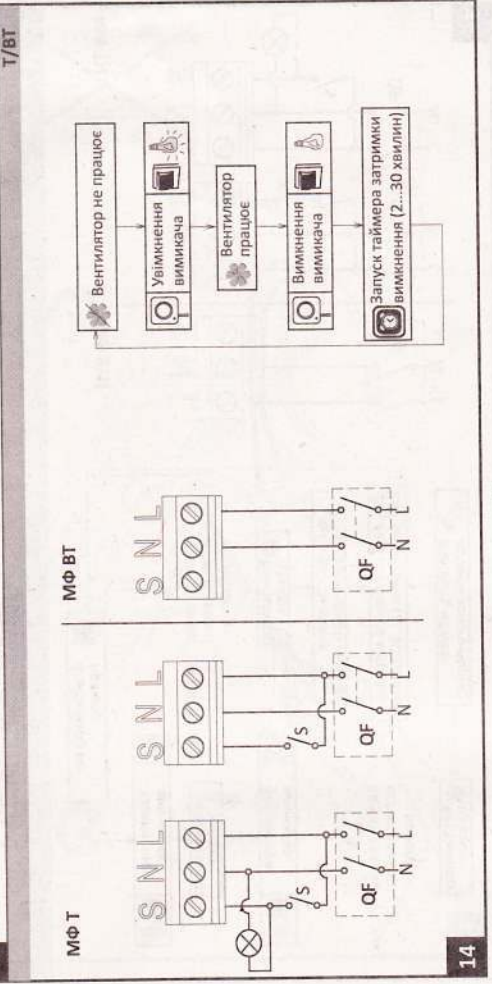 Т/ВТ
МФ Т
S N L
S
QF
N L
S N L
S
QF
N L
МФ ВТ
S N L
QF
N L
Вентилятор не працює
Увімкнення
вимикача
Вентилятор
працює
Вимкнення
вимикача
Запуск таймера затримки
вимкнення (2...30 хвилин)
14